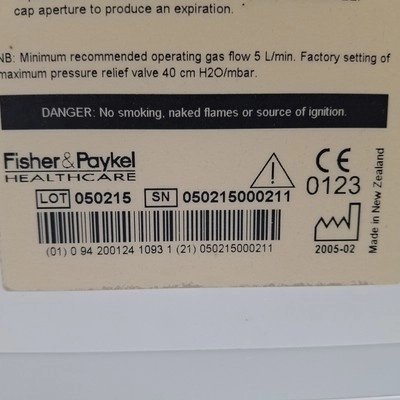 cap aperture to produce an expiration.
NB: Minimum recommended operating gas flow 5 L/min. Factory setting of
maximum pressure relief valve 40 cm H2O/mbar.
DANGER: No smoking, naked flames or source of ignition.
Fisher & Paykel
HEALTHCARE
LOT 050215 SN 050215000211
(01) 0 94 200124 1093 1 (21) 050215000211
CE
0123
2005-02
Made in New Zealand